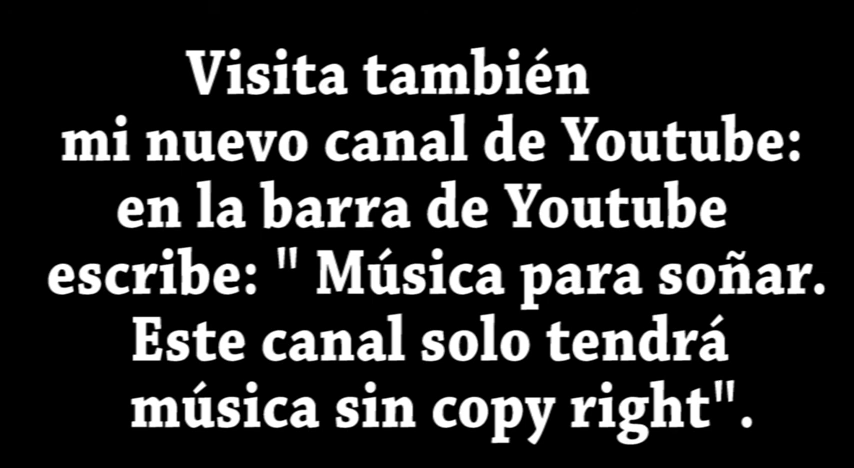 Visita también
mi nuevo canal de Youtube:
en la barra de Youtube
escribe: " Música para soñar.
Este canal solo tendrá
música sin copy right".